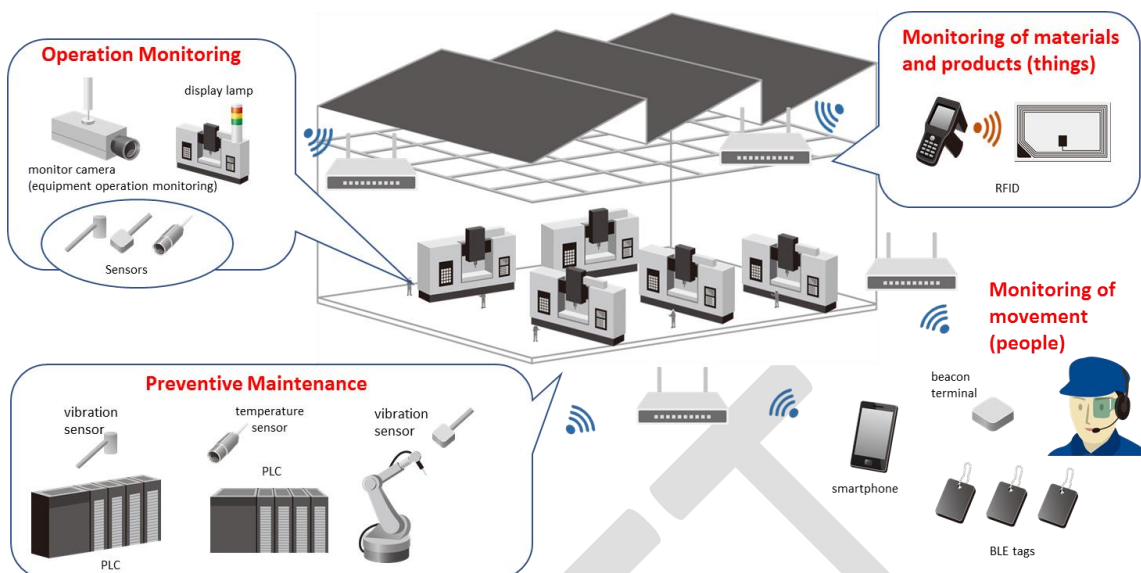 Operation Monitoring
display lamp
monitor camera
(equipment operation monitoring)
Sensors
Monitoring of materials
and products (things)
RFID
Monitoring of
movement
(people)
beacon
terminal
smartphone
BLE tags
Preventive Maintenance
vibration
sensor
PLC
temperature
sensor
PLC
vibration
sensor